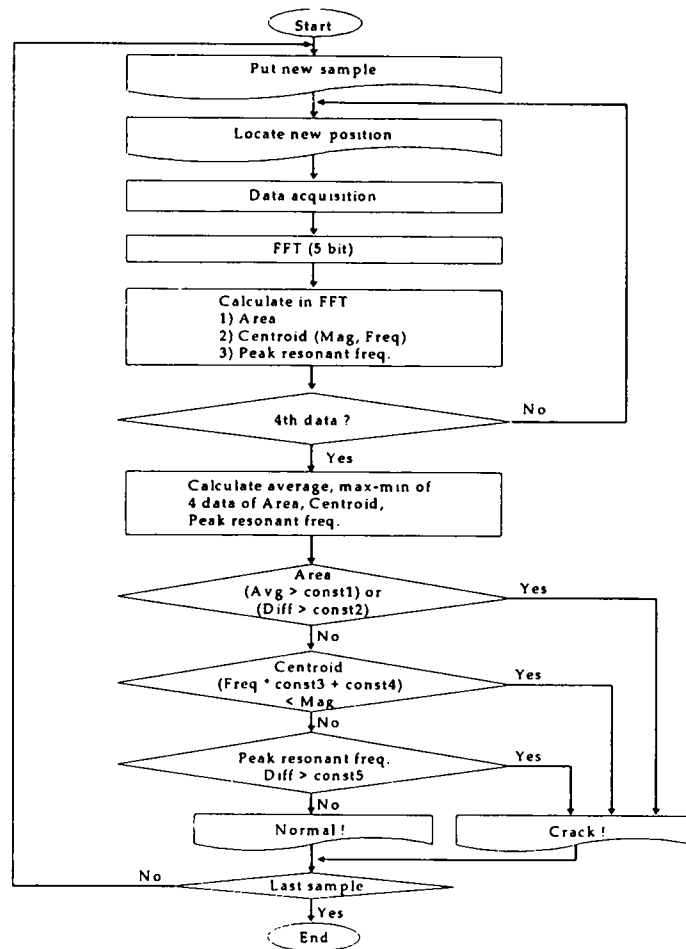 Start
Put new sample
Locate new position
Data acquisition
FFT (5 bit)
Calculate in FFT
1) Area
2) Centroid (Mag, Freq)
3) Peak resonant freq.
4th data ?
No
Yes
Calculate average, max-min of
4 data of Area, Centroid,
Peak resonant freq.
Area
(Avg > const1) or
(Diff > const2)
Yes
No
Centroid
(Freq * const3 + const4)
< Mag
Yes
No
Peak resonant freq.
Diff > const5
Yes
No
Normal !
Crack !
No
Last sample
Yes
End